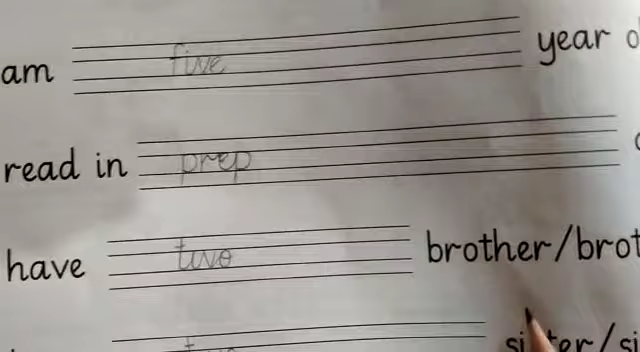 am five year
read in prep
have two brother/brot